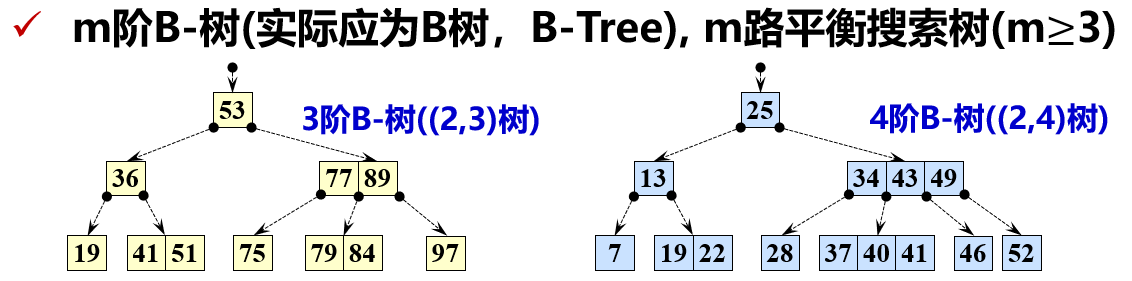 ✓ m阶B-树(实际应为B树，B-Tree), m路平衡搜索树(m≥3)
53 3阶B-树((2,3)树) 25 4阶B-树((2,4)树)
36 77 89 13 34 43 49
19 41 51 75 79 84 97 7 19 22 28 37 40 41 46 52